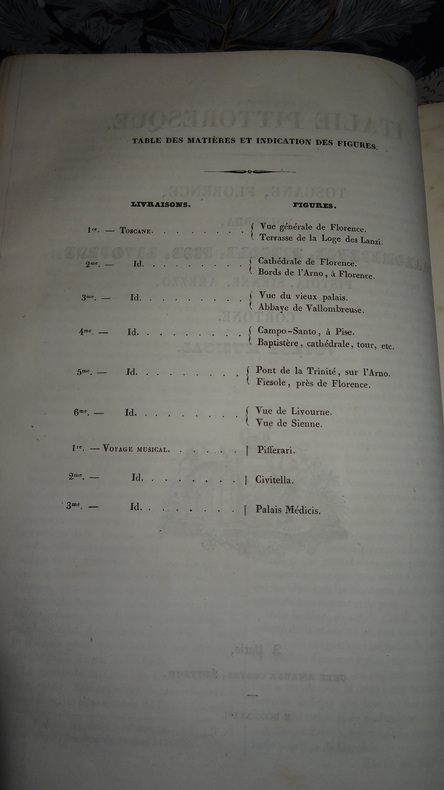 TABLE DES MATIÈRES ET INDICATION DES FIGURES.
LIVRAISONS. FIGURES.
1re. — TOSCANE. . . . . . . . . { Vue générale de Florence.
Terrasse de la Loge des Lanzi.
2me. — Id. . . . . . . . . . { Cathédrale de Florence.
Bords de l'Arno, à Florence.
3me. — Id. . . . . . . . . . { Vue du vieux palais.
Abbaye de Vallombreuse.
4me. — Id. . . . . . . . . . { Campo-Santo, à Pise.
Baptistère, cathédrale, tour, etc.
5me. — Id. . . . . . . . . . { Pont de la Trinité, sur l'Arno.
Fiesole, près de Florence.
6me. — Id. . . . . . . . . . { Vue de Livourne.
Vue de Sienne.
1re. — VOYAGE MUSICAL. . . . . . . | Pifferari.
2me. — Id. . . . . . . . | Civitella.
3me. — Id. . . . . . . . | Palais Médicis.